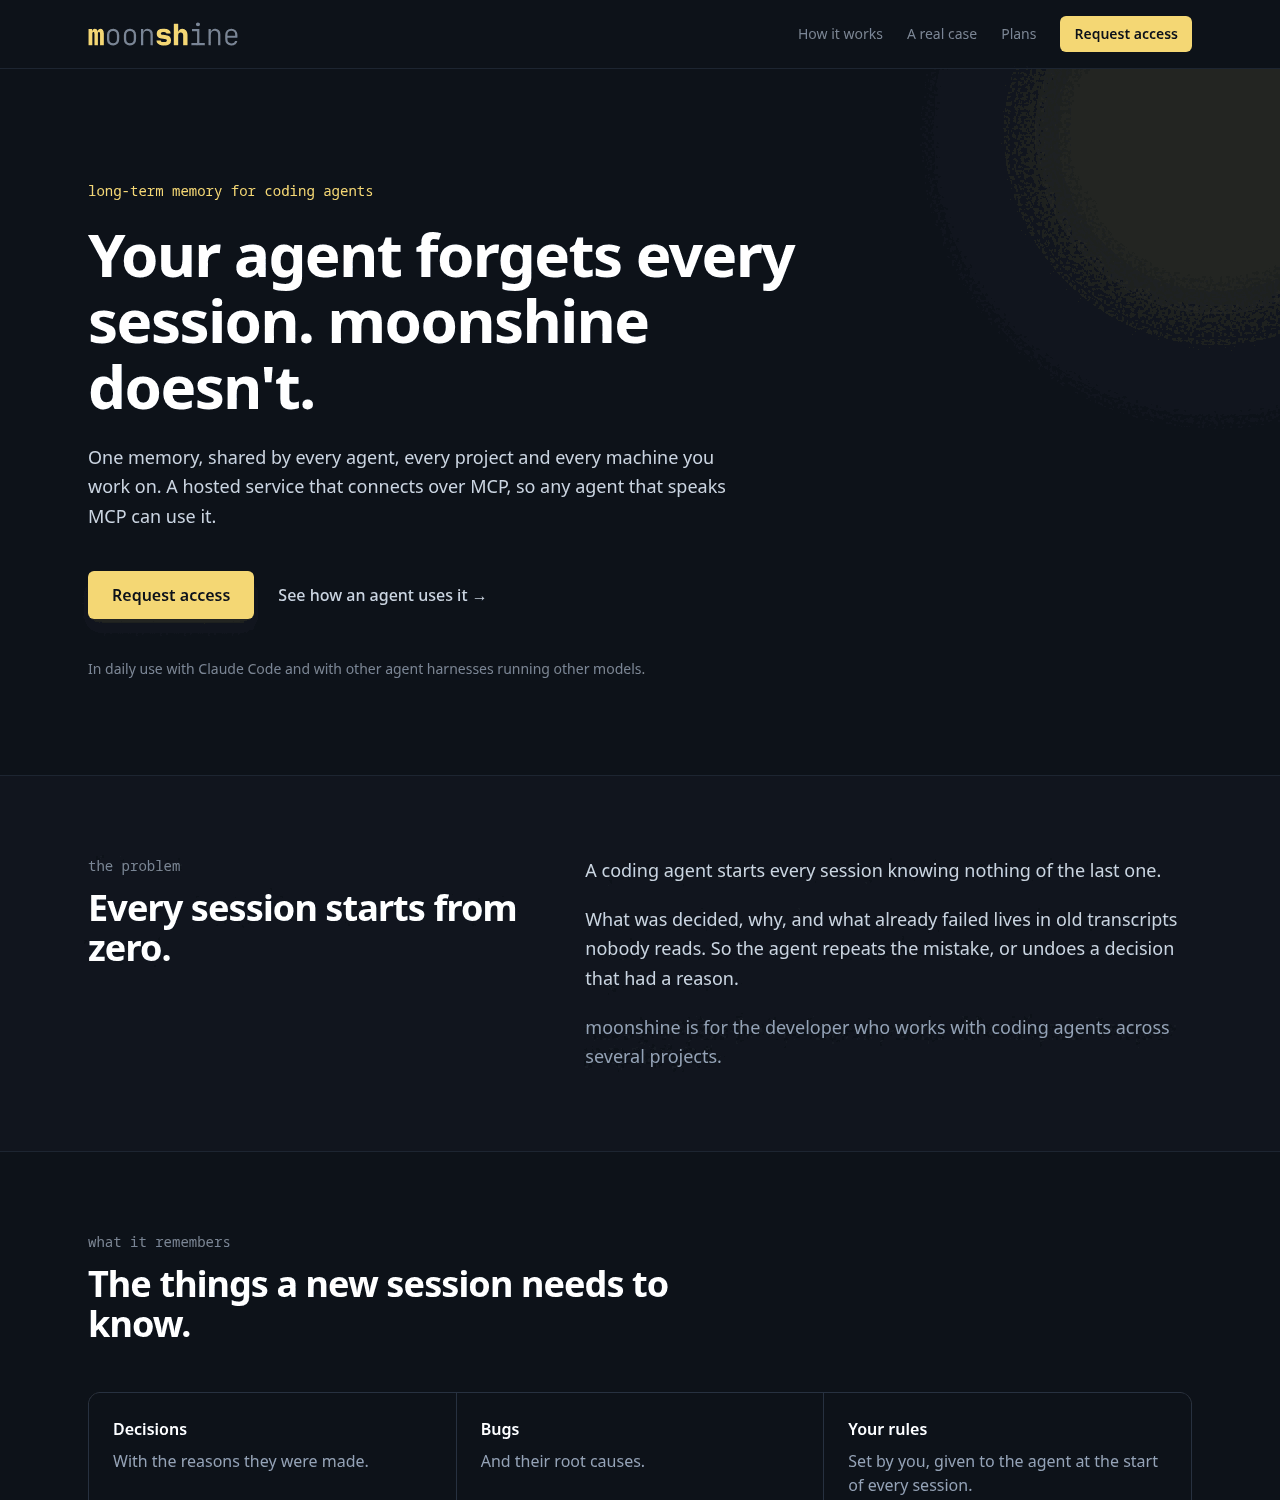 moonshine
How it works
A real case
Plans
Request access
long-term memory for coding agents
Your agent forgets every
session. moonshine
doesn't.
One memory, shared by every agent, every project and every machine you
work on. A hosted service that connects over MCP, so any agent that speaks
MCP can use it.
Request access
See how an agent uses it →
In daily use with Claude Code and with other agent harnesses running other models.
the problem
Every session starts from
zero.
A coding agent starts every session knowing nothing of the last one.
What was decided, why, and what already failed lives in old transcripts
nobody reads. So the agent repeats the mistake, or undoes a decision
that had a reason.
moonshine is for the developer who works with coding agents across
several projects.
what it remembers
The things a new session needs to
know.
Decisions
With the reasons they were made.
Bugs
And their root causes.
Your rules
Set by you, given to the agent at the start
of every session.